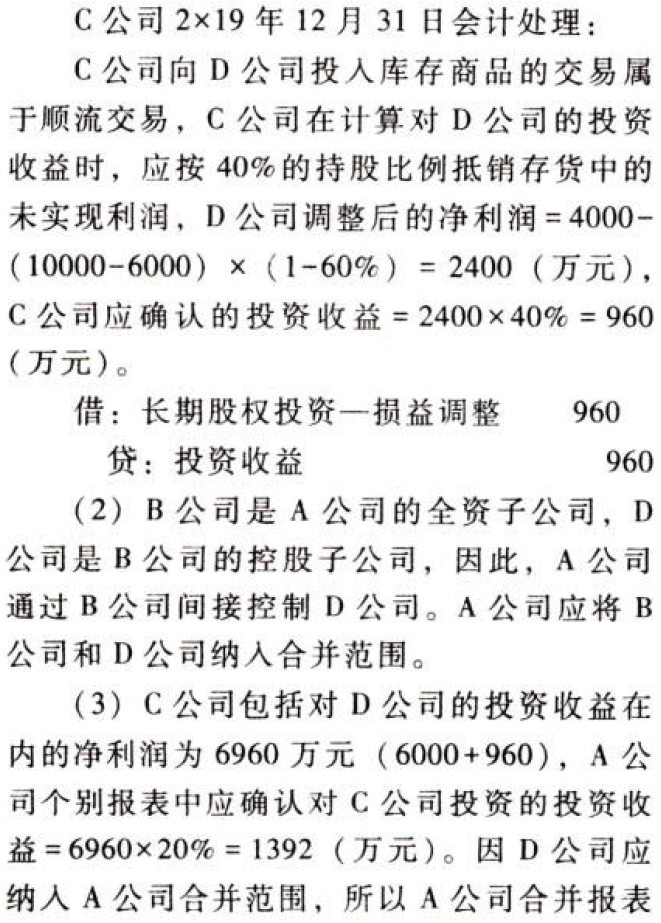 C 公司 2×19 年 12 月 31 日会计处理：
C 公司向 D 公司投入库存商品的交易属
于顺流交易，C 公司在计算对 D 公司的投资
收益时，应按 40%的持股比例抵销存货中的
未实现利润，D 公司调整后的净利润 = 4000-
(10000-6000) × (1-60%) = 2400（万元），
C 公司应确认的投资收益 = 2400×40% = 960
(万元)。
借：长期股权投资—损益调整 960
贷：投资收益 960
(2) B 公司是 A 公司的全资子公司，D
公司是 B 公司的控股子公司，因此，A 公司
通过 B 公司间接控制 D 公司。A 公司应将 B
公司和 D 公司纳入合并范围。
(3) C 公司包括对 D 公司的投资收益在
内的净利润为 6960 万元（6000+960），A 公
司个别报表中应确认对 C 公司投资的投资收
益 = 6960×20% = 1392（万元）。因 D 公司应
纳入 A 公司合并范围，所以 A 公司合并报表